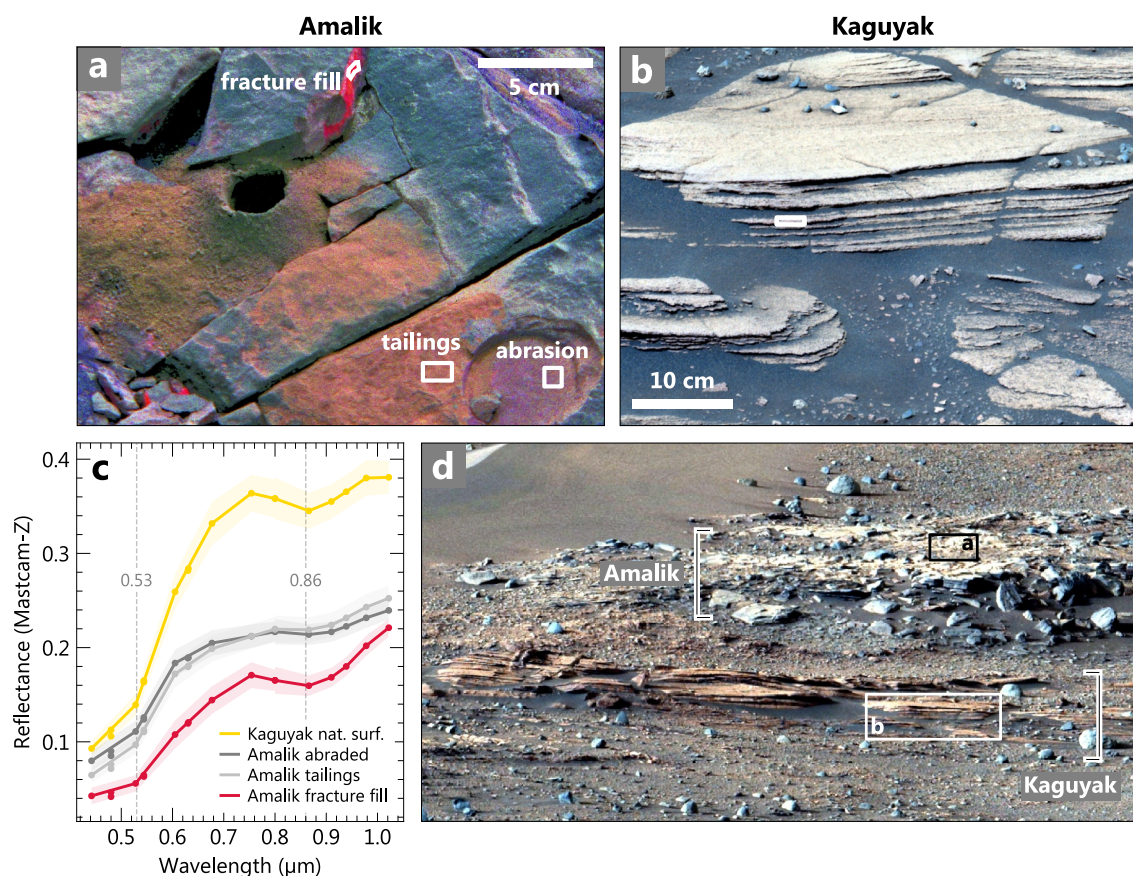 Amalik
Kaguyak
a
fracture fill
5 cm
tailings
abrasion
b
10 cm
c
0.4
0.3
0.2
0.1
0.53
0.86
Kaguyak nat. surf.
Amalik abraded
Amalik tailings
Amalik fracture fill
0.5
0.6
0.7
0.8
0.9
1.0
Wavelength (μm)
Reflectance (Mastcam-Z)
d
a
Amalik
b
Kaguyak